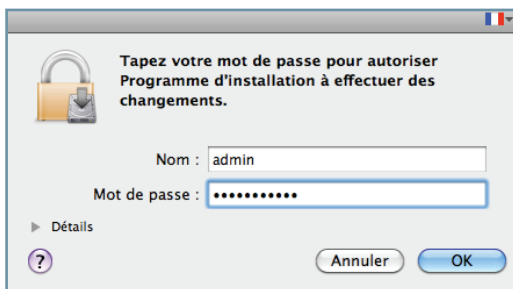 Tapez votre mot de passe pour autoriser
Programme d'installation à effectuer des
changements.
Nom : admin
Mot de passe : •••••••••••
Détails
?
Annuler
OK